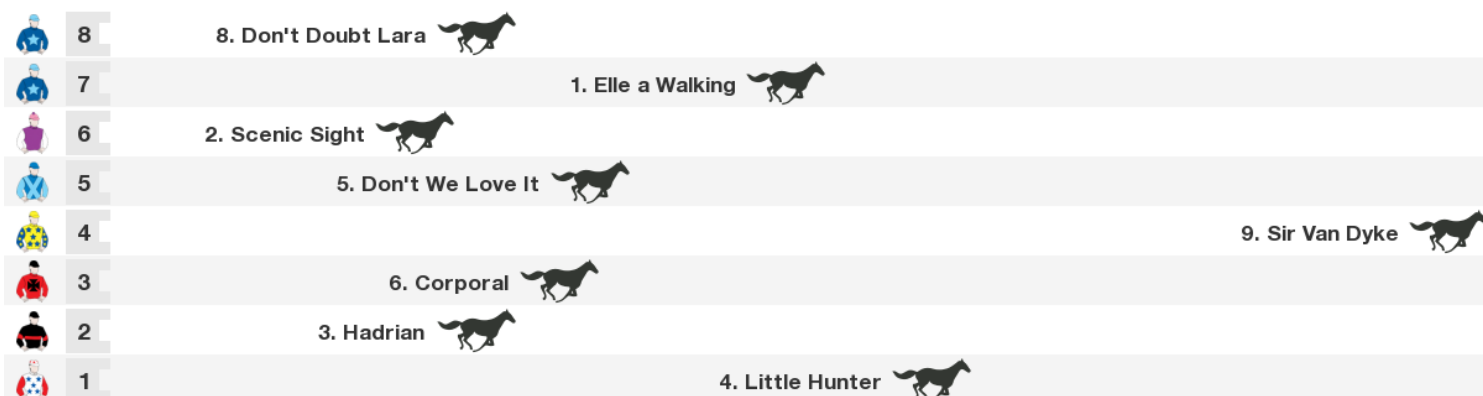 8 8. Don't Doubt Lara
7 1. Elle a Walking
6 2. Scenic Sight
5 5. Don't We Love It
4 9. Sir Van Dyke
3 6. Corporal
2 3. Hadrian
1 4. Little Hunter